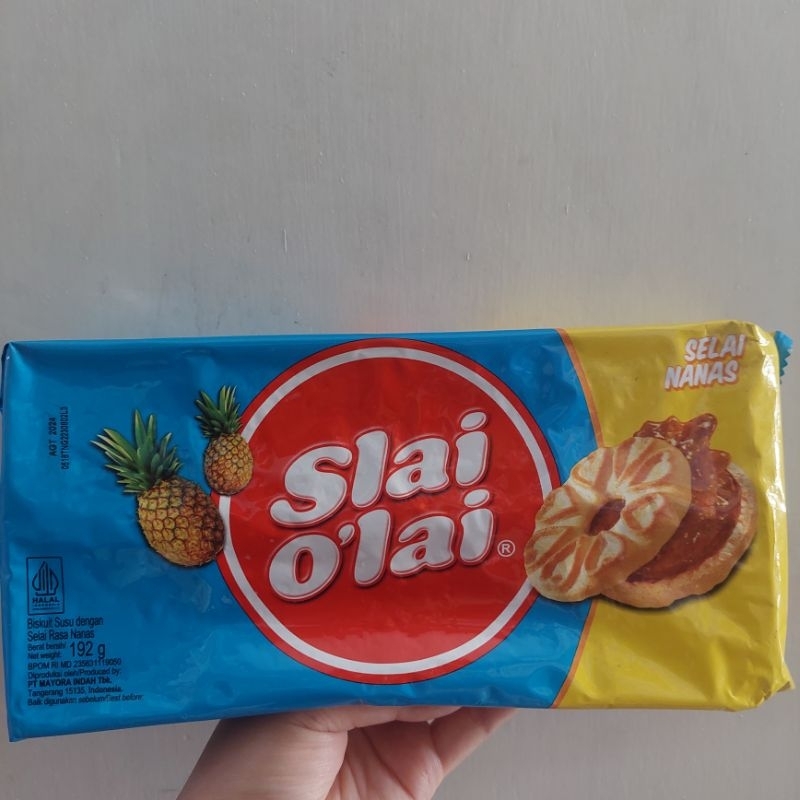 SELAI
NANAS
Slai
O'lai®
AGT 2024
HALAL
Biskuit Susu dengan
Selai Rasa Nanas
Berat bersih/
Net weight: 192 g
BPOM RI MD 235631119050
Diproduksi oleh/Produced by:
PT MAYORA INDAH Tbk.
Tangerang 15135, Indonesia.
Baik digunakan sebelum/Best before: